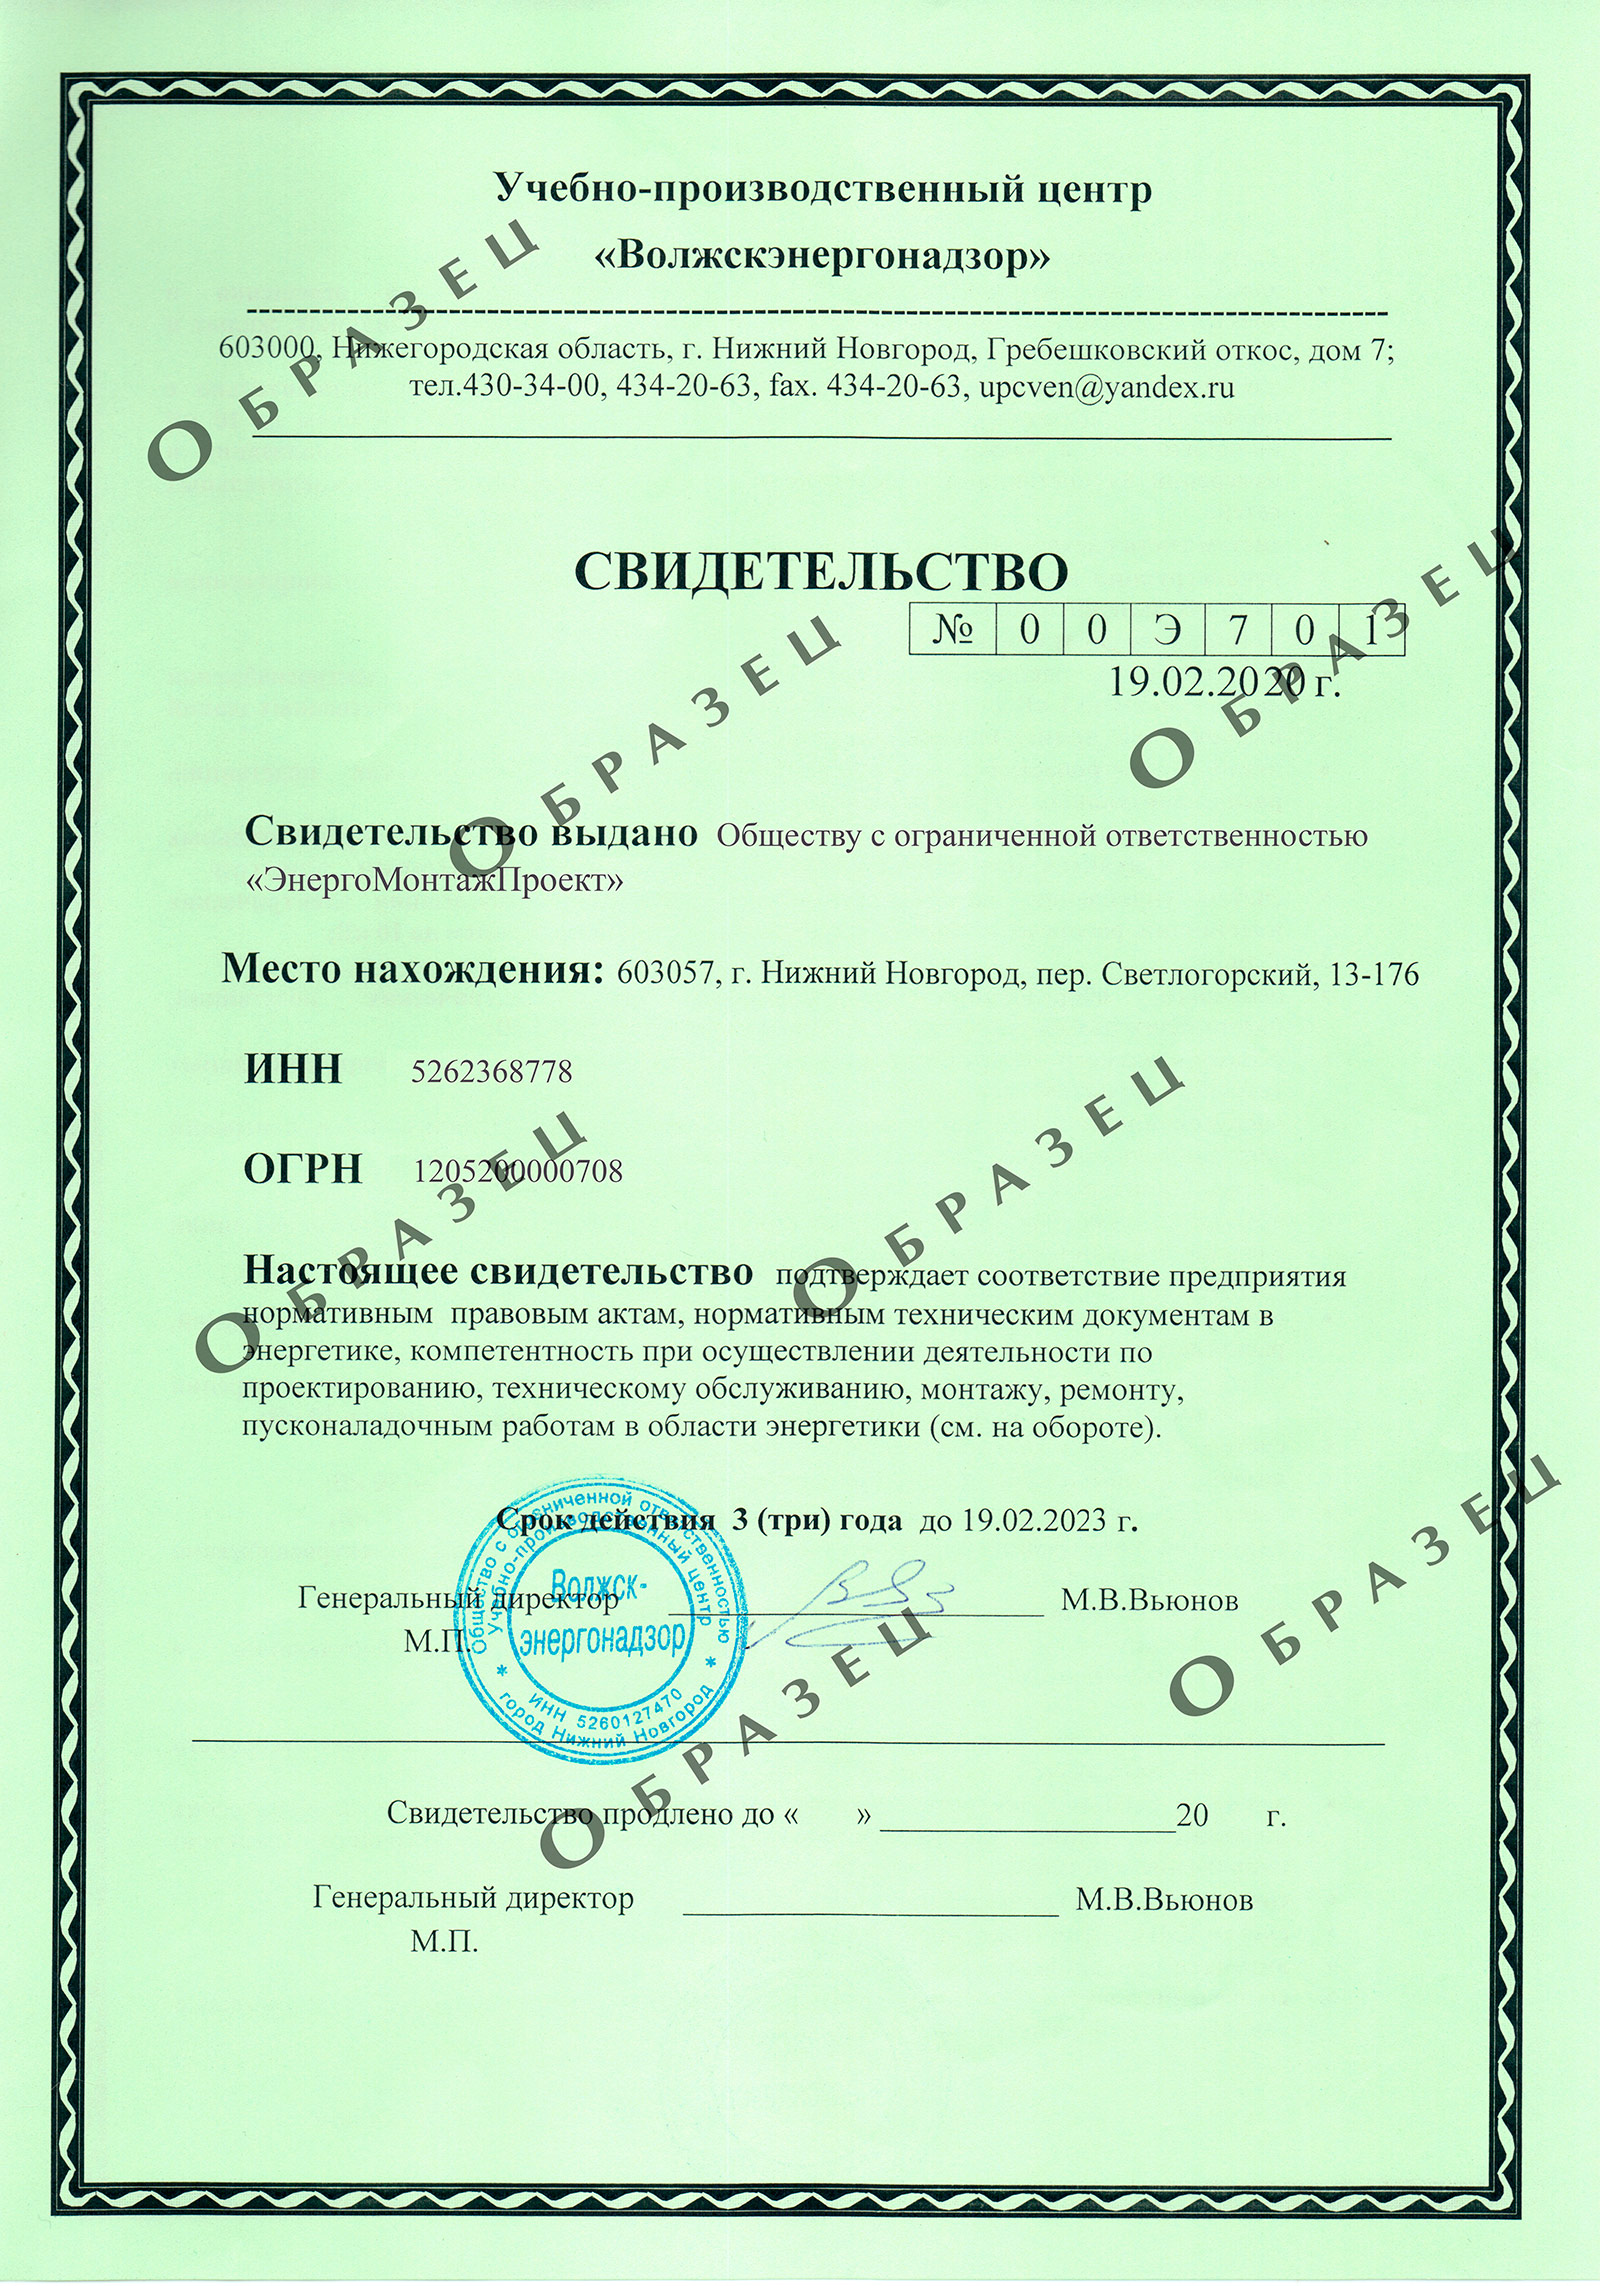 Учебно-производственный центр
«Волжскэнергонадзор»
603000, Нижегородская область, г. Нижний Новгород, Гребешковский откос, дом 7;
тел.430-34-00, 434-20-63, fax. 434-20-63, upcven@yandex.ru
СВИДЕТЕЛЬСТВО
№ 0 0 Э 7 0 1
19.02.2020 г.
Свидетельство выдано Обществу с ограниченной ответственностью
«ЭнергоМонтажПроект»
Место нахождения: 603057, г. Нижний Новгород, пер. Светлогорский, 13-176
ИНН 5262368778
ОГРН 1205200000708
Настоящее свидетельство подтверждает соответствие предприятия
нормативным правовым актам, нормативным техническим документам в
энергетике, компетентность при осуществлении деятельности по
проектированию, техническому обслуживанию, монтажу, ремонту,
пусконаладочным работам в области энергетики (см. на обороте).
Срок действия 3 (три) года до 19.02.2023 г.
Генеральный директор М.В.Вьюнов
М.П.
Общество с ограниченной ответственностью
Учебно-производственный центр
Волжск-
энергонадзор
ИНН 5260127470
город Нижний Новгород
Свидетельство продлено до « » 20 г.
Генеральный директор М.В.Вьюнов
М.П.
ОБРАЗЕЦ
ОБРАЗЕЦ
ОБРАЗЕЦ
ОБРАЗЕЦ
ОБРАЗЕЦ
ОБРАЗЕЦ
ОБРАЗЕЦ